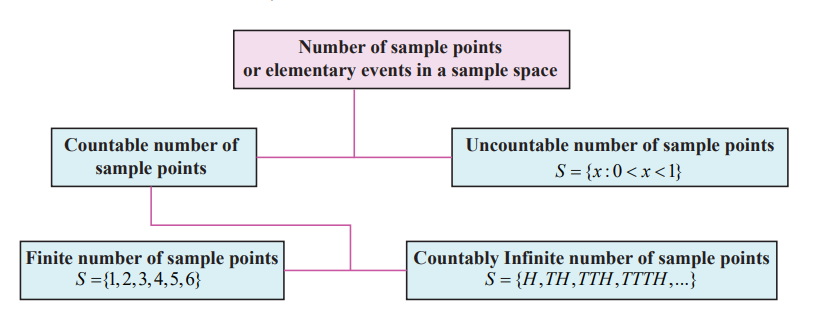 Number of sample points
or elementary events in a sample space
Countable number of
sample points
Uncountable number of sample points
S = {x : 0 < x < 1}
Finite number of sample points
S = {1, 2, 3, 4, 5, 6}
Countably Infinite number of sample points
S = {H, TH, TTH, TTTH, ...}